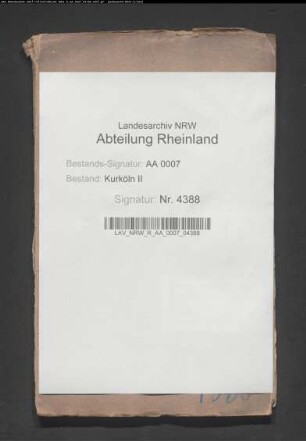 Landesarchiv NRW
Abteilung Rheinland
Bestands-Signatur: AA 0007
Bestand: Kurköln II
Signatur: Nr. 4388
LAV_NRW_R_AA_0007_04388